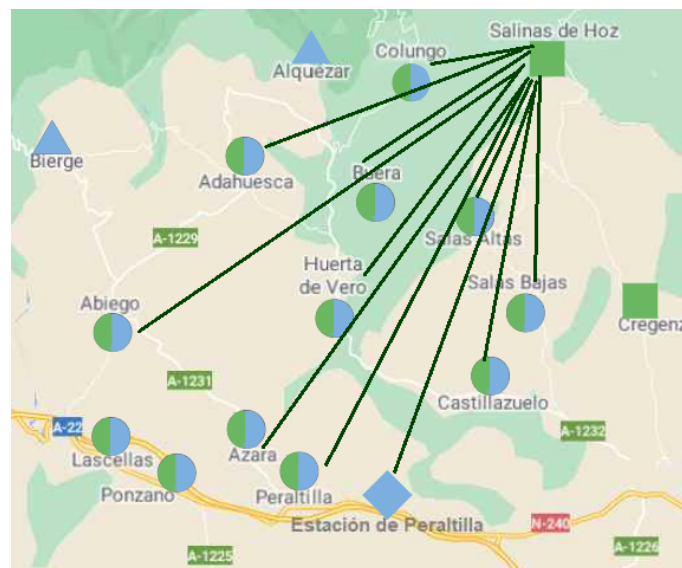 Salinas de Hoz
Colungo
Alquézar
Bierge
Adahuesca
Buera
Salas Altas
A-1229
Huerta
de Vero
Salas Bajas
Abiego
Cregenz
A-1231
Castillazuelo
A-22
A-1232
Azara
Lascellas
Ponzano
Peraltilla
Estación de Peraltilla
N-240
A-1225
A-1226